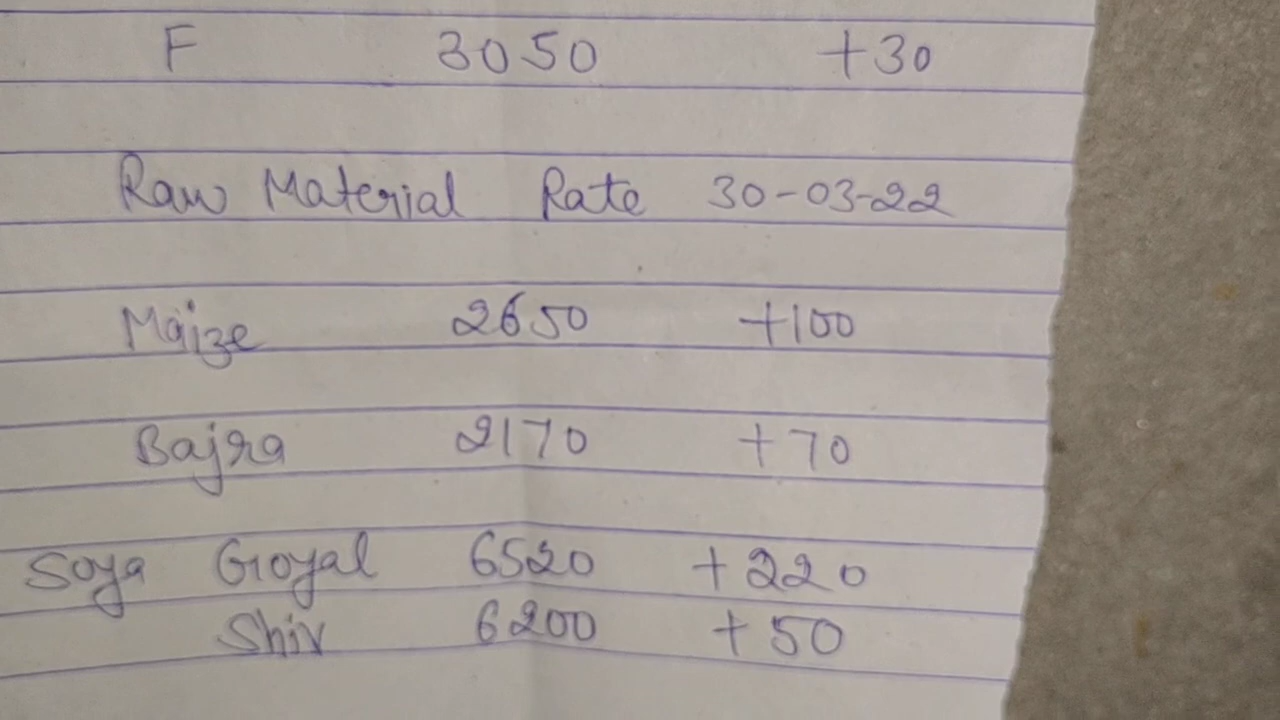 F 3050 +30
Raw Material Rate 30-03-22
Maize 2650 +100
Bajra 2170 +70
Soya Goyal 6520 +220
Shiv 6200 +50